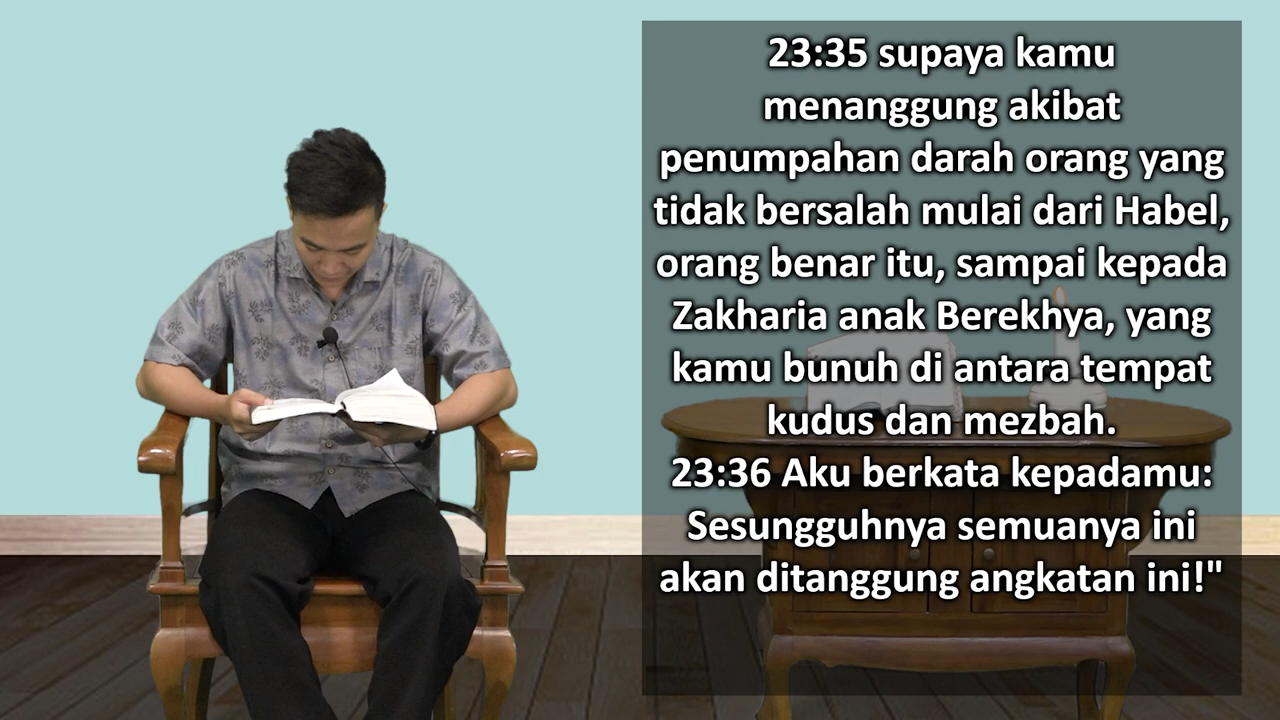 23:35 supaya kamu
menanggung akibat
penumpahan darah orang yang
tidak bersalah mulai dari Habel,
orang benar itu, sampai kepada
Zakharia anak Berekhya, yang
kamu bunuh di antara tempat
kudus dan mezbah.
23:36 Aku berkata kepadamu:
Sesungguhnya semuanya ini
akan ditanggung angkatan ini!"